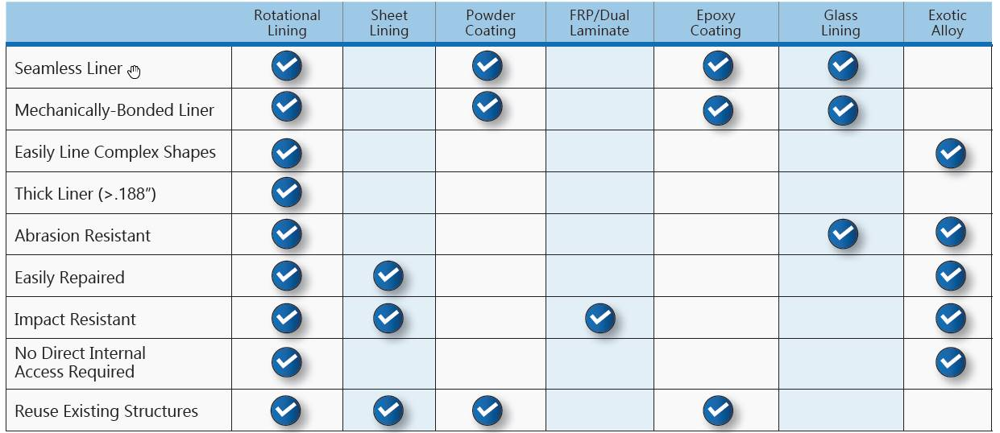 Rotational Lining
Sheet Lining
Powder Coating
FRP/Dual Laminate
Epoxy Coating
Glass Lining
Exotic Alloy
Seamless Liner
Mechanically-Bonded Liner
Easily Line Complex Shapes
Thick Liner (>.188″)
Abrasion Resistant
Easily Repaired
Impact Resistant
No Direct Internal
Access Required
Reuse Existing Structures